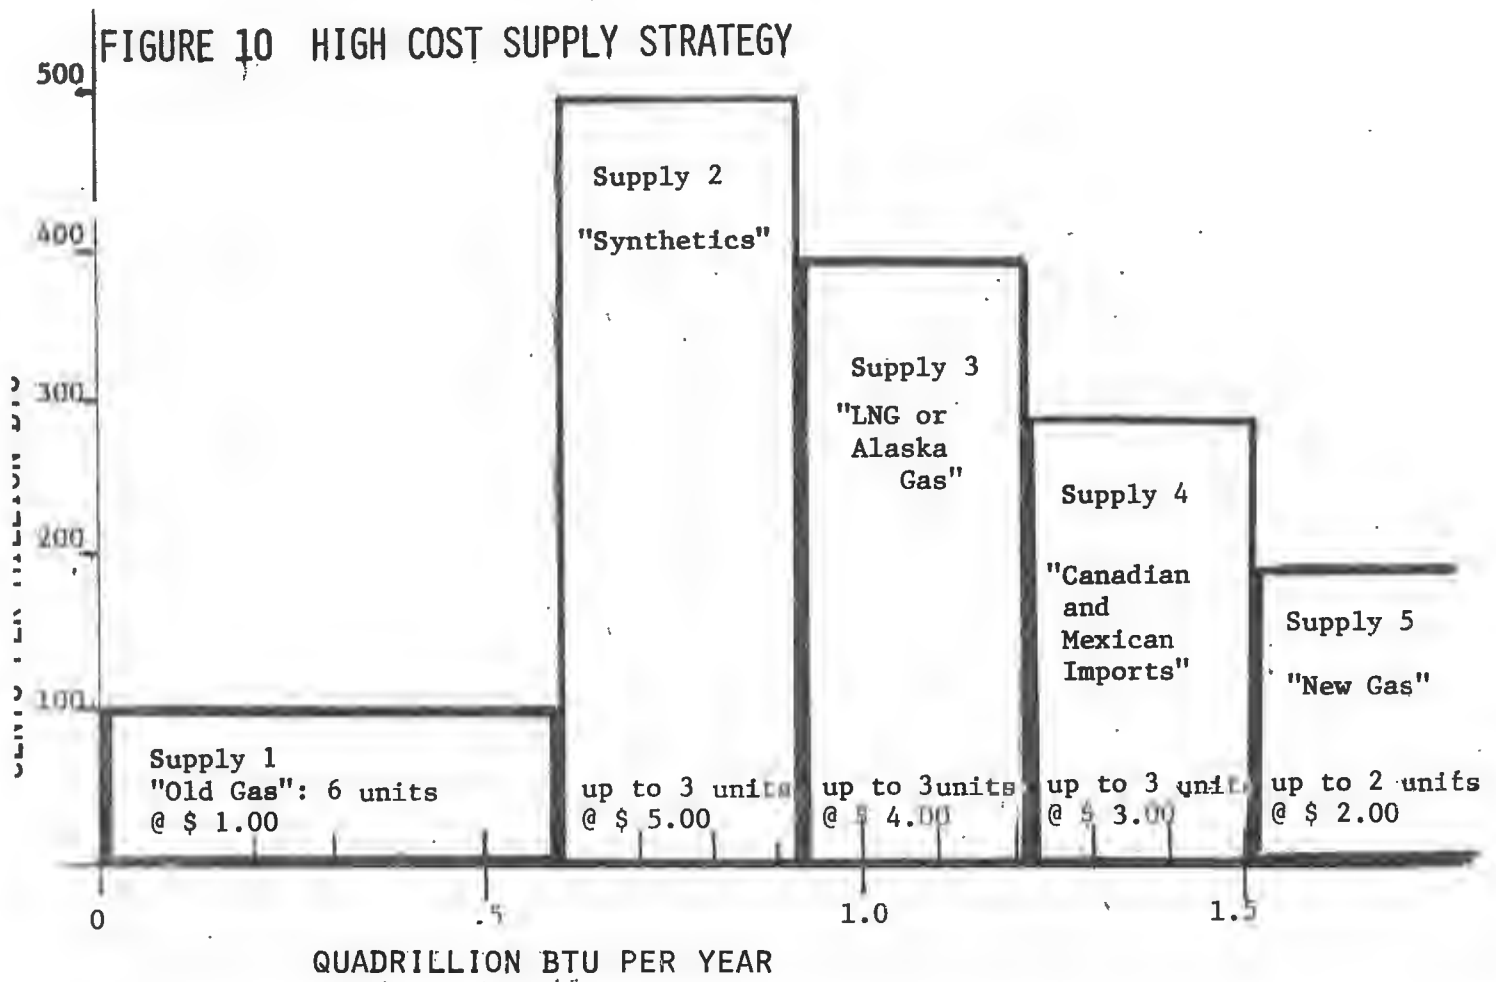 FIGURE 10 HIGH COST SUPPLY STRATEGY
500
400
300
200
100
Supply 1
"Old Gas": 6 units
@ $ 1.00
Supply 2
"Synthetics"
up to 3 units
@ $ 5.00
Supply 3
"LNG or
Alaska
Gas"
up to 3units
@ $ 4.00
Supply 4
"Canadian
and
Mexican
Imports"
up to 3 unit
@ $ 3.00
Supply 5
"New Gas"
up to 2 units
@ $ 2.00
0
.5
1.0
1.5
QUADRILLION BTU PER YEAR